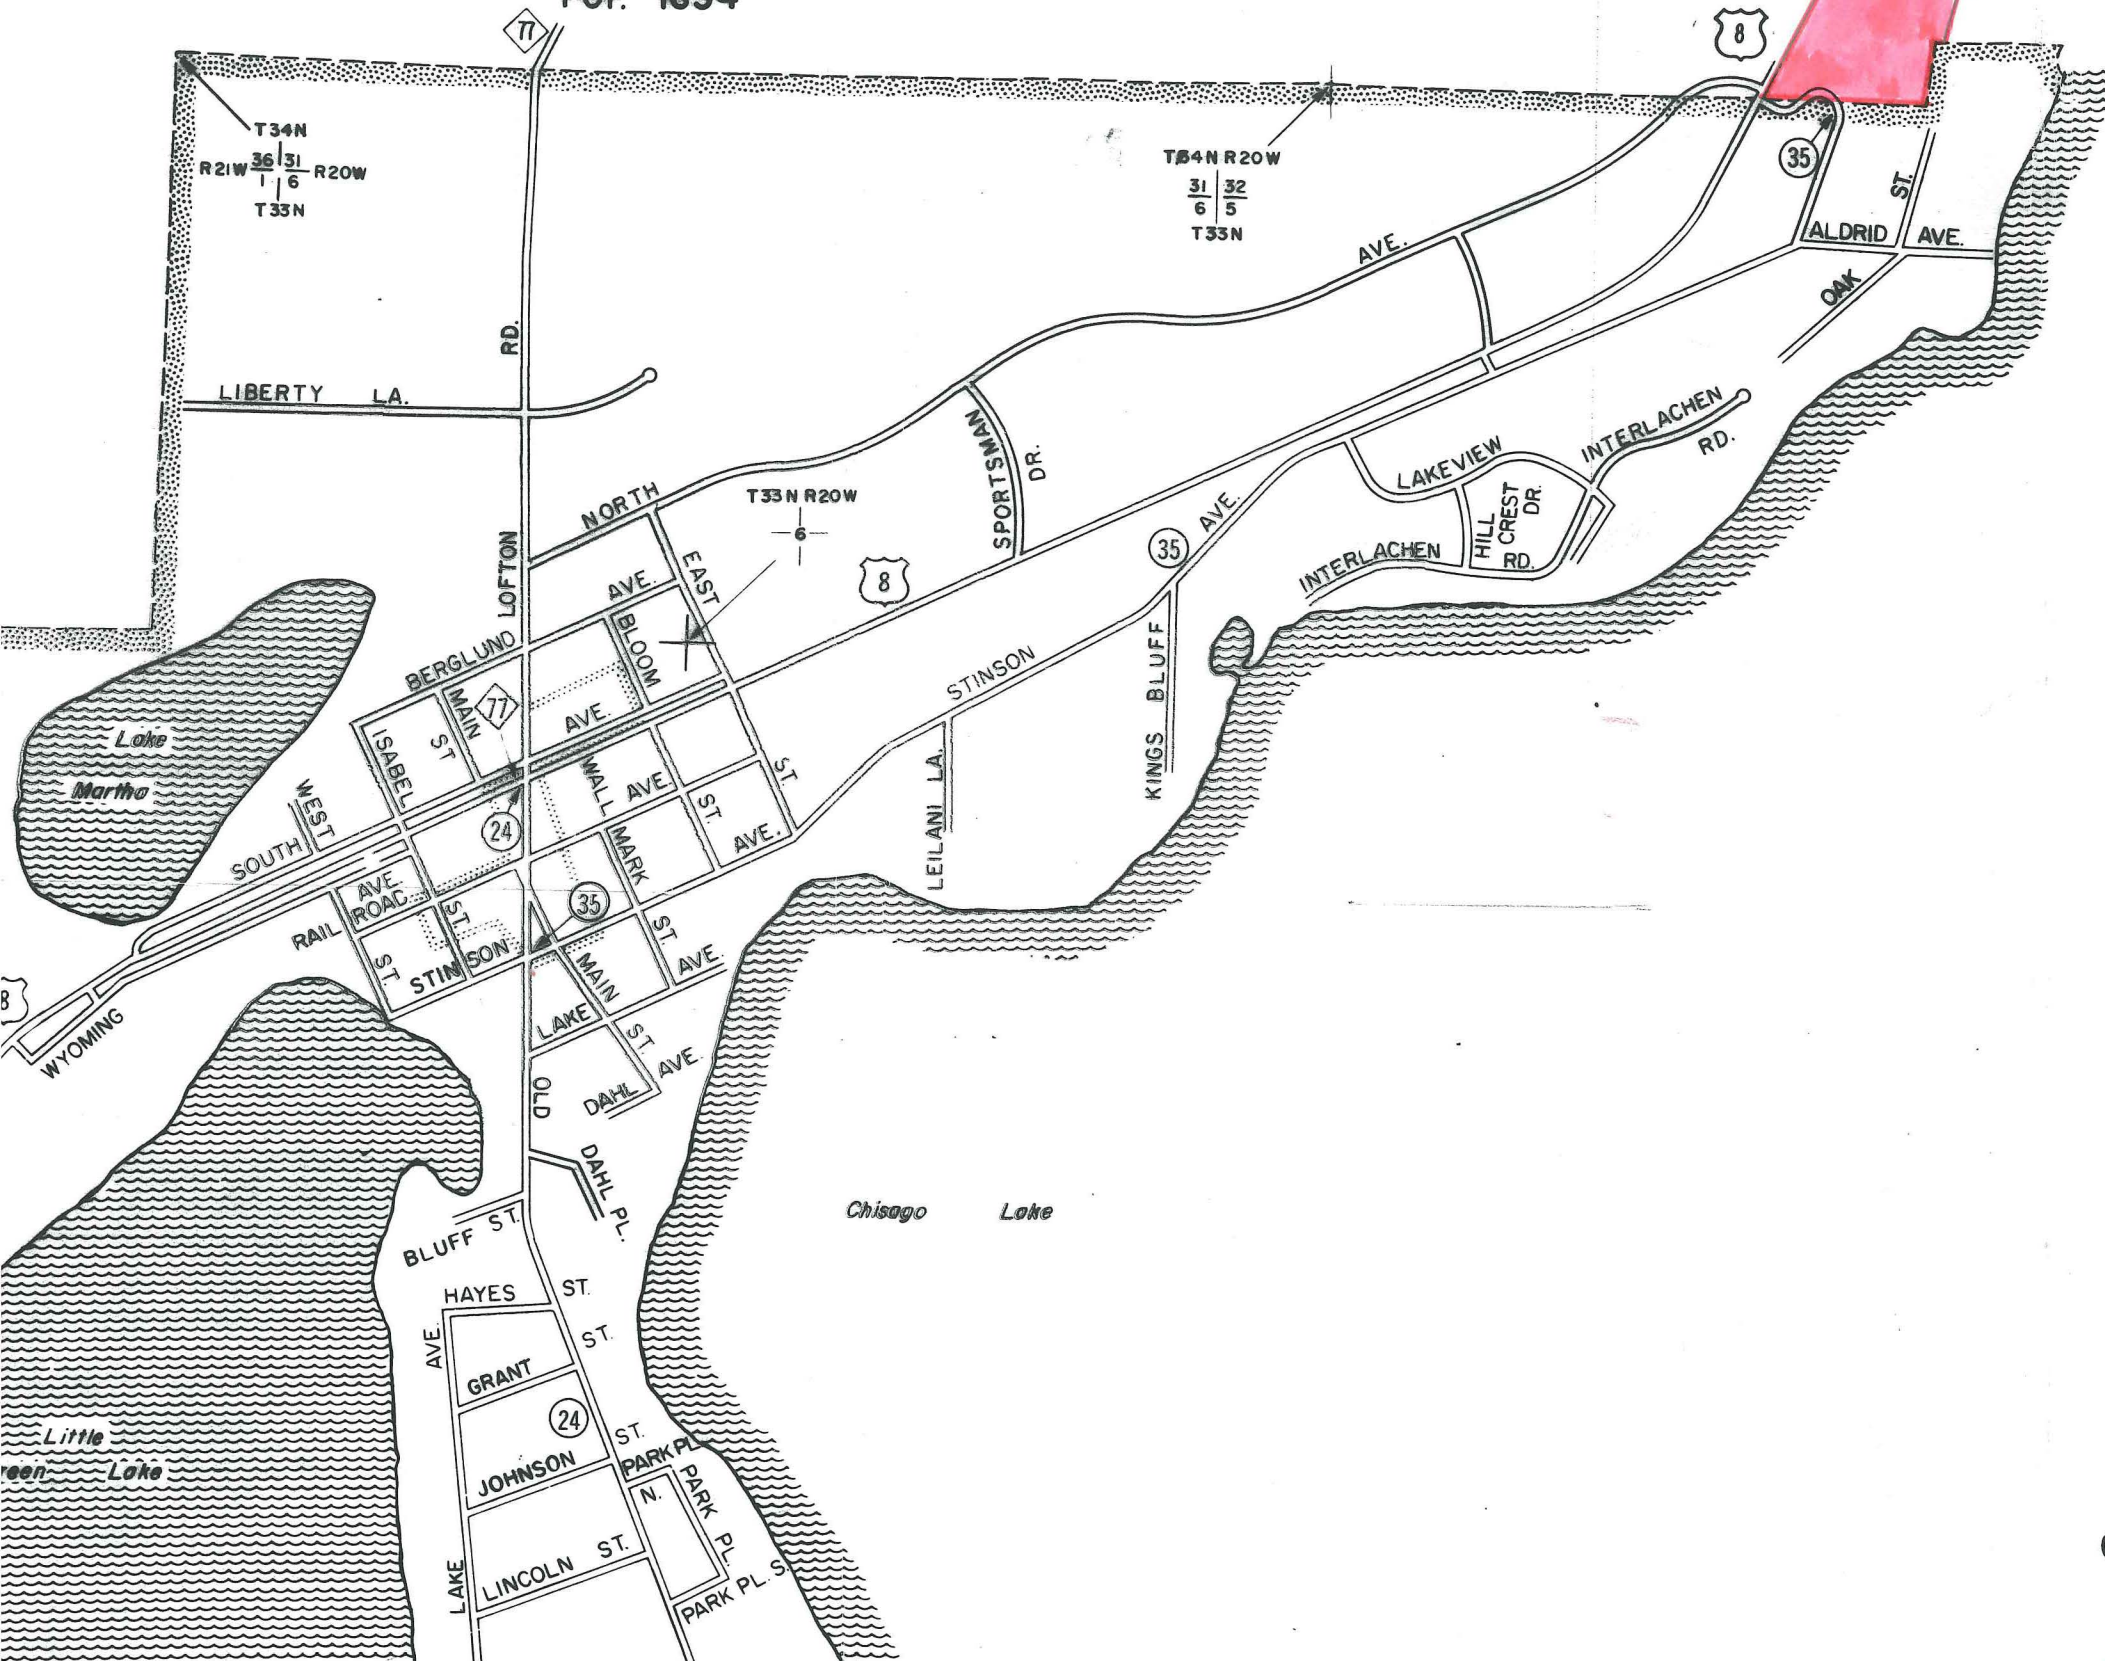 77
8
T34N
R21W 36 31 R20W
1 6
T33N
T34N R20W
31 32
6 5
T33N
35
ST.
ALDRID AVE.
OAK
AVE.
RD.
LIBERTY LA.
INTERLACHEN RD.
LAKEVIEW
HILL CREST DR.
SPORTSMAN DR.
NORTH
T33N R20W
6
LOFTON
EAST
AVE.
35
AVE.
INTERLACHEN RD.
8
BLOOM
BERGLUND
MAIN ST
77
AVE
STINSON
KINGS BLUFF
Lake
Martha
ISABEL
WEST
WALL
AVE.
ST.
ST.
MARK
AVE.
LEILANI LA.
24
SOUTH
AVE
ROAD
RAIL
ST.
ST.
35
ST.
STINSON
AVE.
MAIN
8
WYOMING
LAKE
ST.
AVE.
DAHL
OLD
DAHL PL.
Chisago Lake
BLUFF ST.
HAYES ST.
AVE.
ST.
GRANT
24
Little
reen Lake
ST.
JOHNSON
PARK PL.
N.
PARK PL.
LAKE
LINCOLN ST.
PARK PL. S.